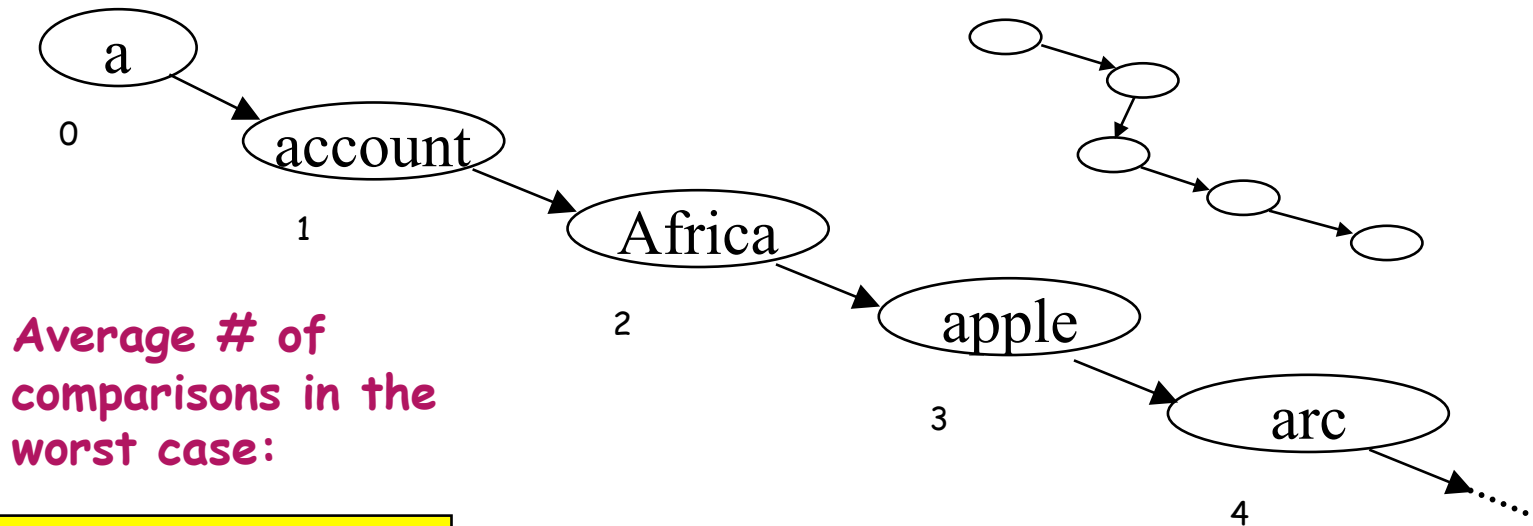 a
0
account
1
Africa
2
apple
3
arc
4
Average # of
comparisons in the
worst case: